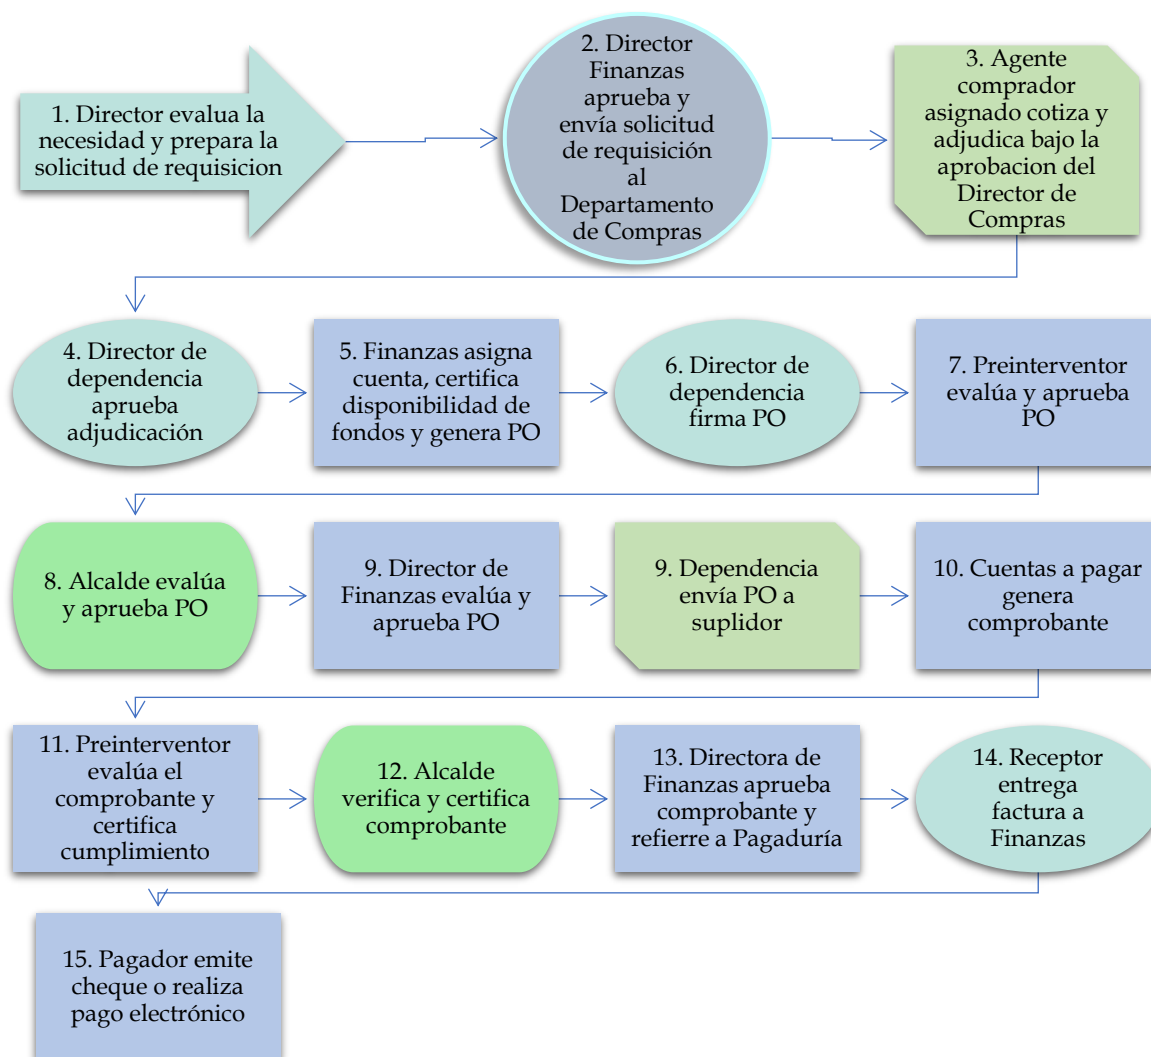 1. Director evalua la
necesidad y prepara la
solicitud de requisicion
2. Director
Finanzas
aprueba y
envía solicitud
de requisición
al
Departamento
de Compras
3. Agente
comprador
asignado cotiza y
adjudica bajo la
aprobacion del
Director de
Compras
4. Director de
dependencia
aprueba
adjudicación
5. Finanzas asigna
cuenta, certifica
disponibilidad de
fondos y genera PO
6. Director de
dependencia
firma PO
7. Preinterventor
evalúa y aprueba
PO
8. Alcalde evalúa
y aprueba PO
9. Director de
Finanzas evalúa y
aprueba PO
9. Dependencia
envía PO a
suplidor
10. Cuentas a pagar
genera
comprobante
11. Preinterventor
evalúa el
comprobante y
certifica
cumplimiento
12. Alcalde
verifica y certifica
comprobante
13. Directora de
Finanzas aprueba
comprobante y
refierre a Pagaduría
14. Receptor
entrega
factura a
Finanzas
15. Pagador emite
cheque o realiza
pago electrónico